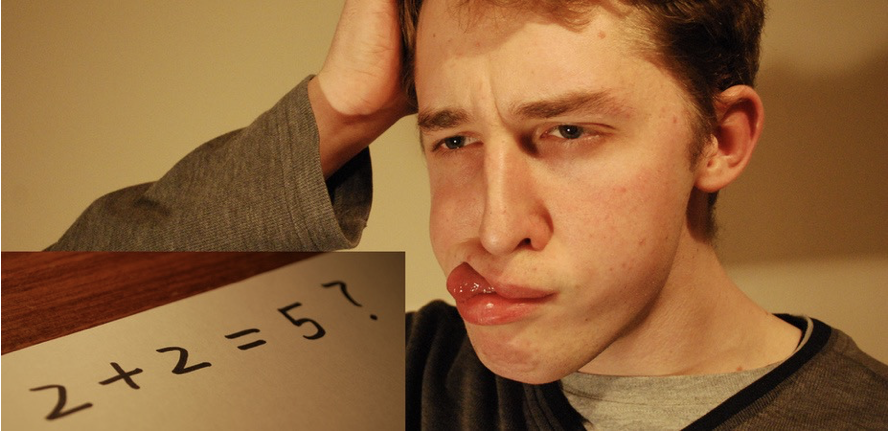 2 + 2 = 5 ?